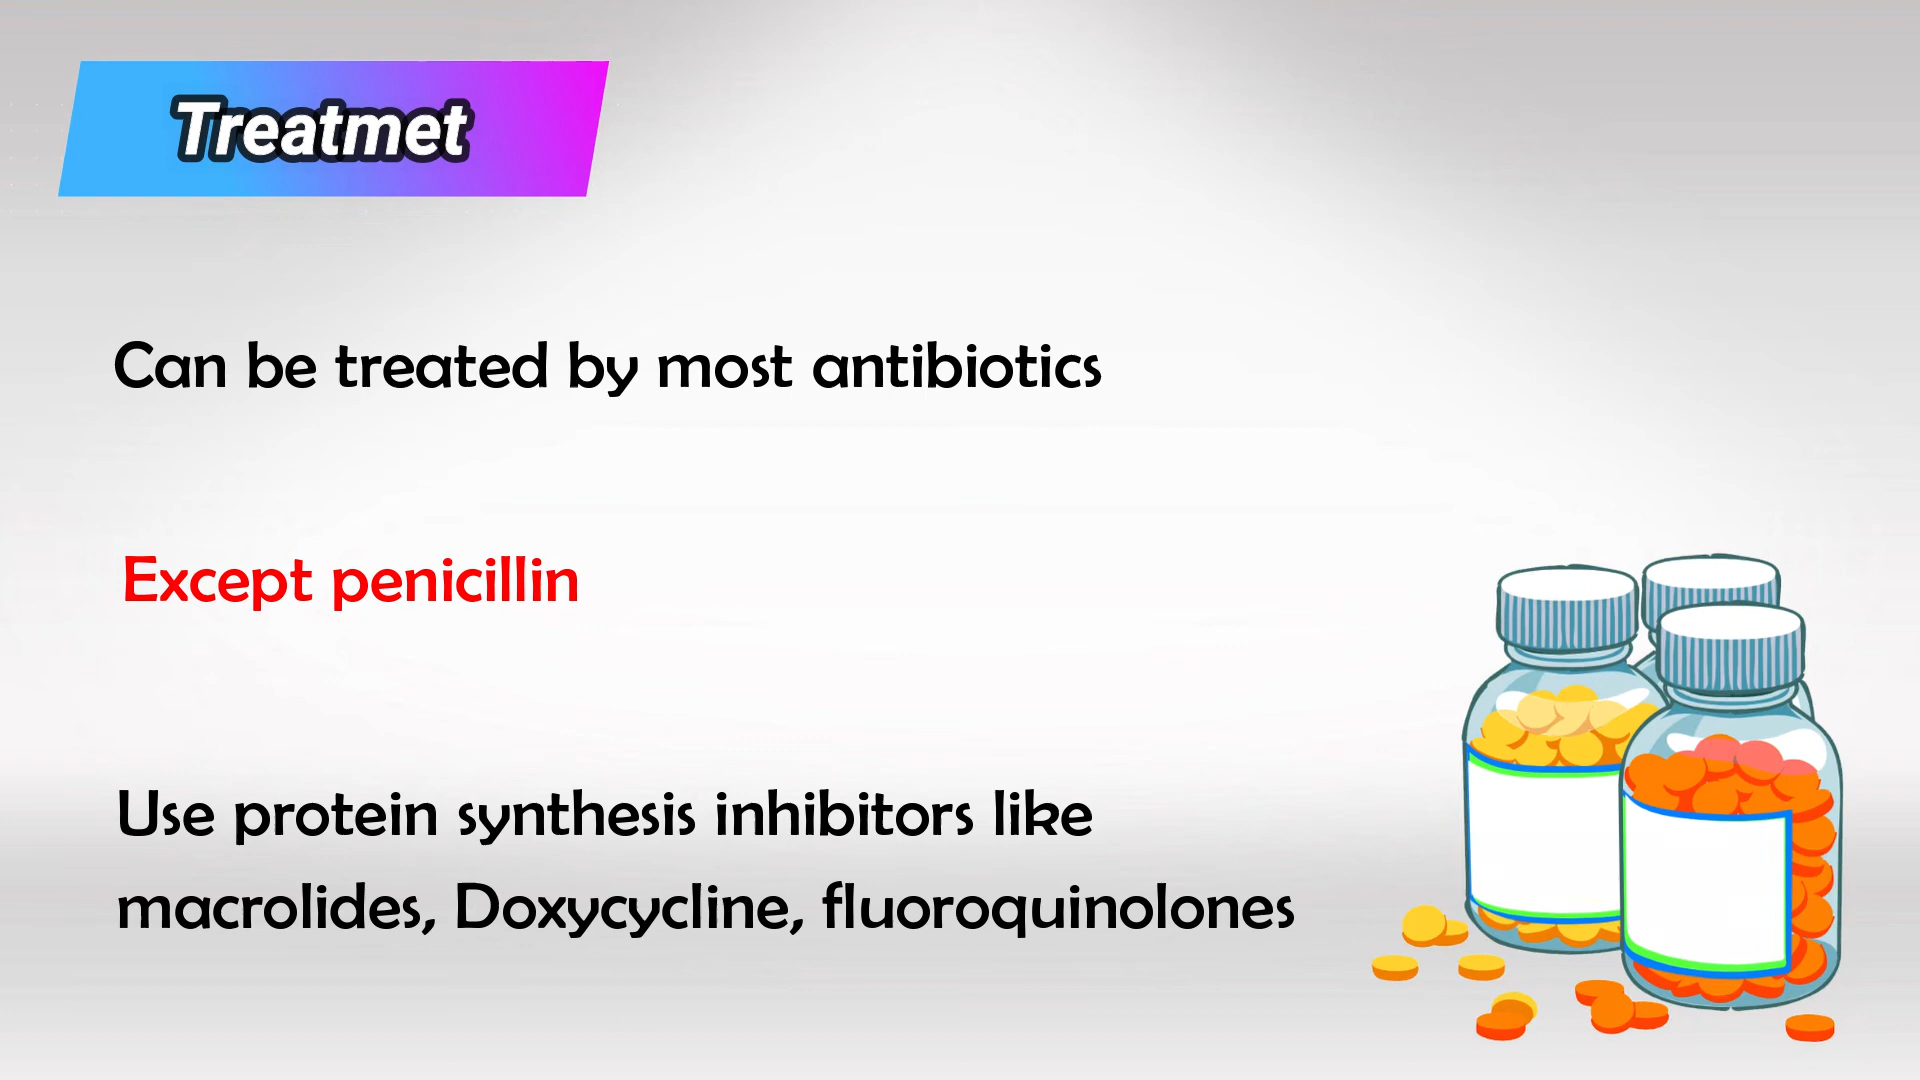 Treatmet
Can be treated by most antibiotics
Except penicillin
Use protein synthesis inhibitors like
macrolides, Doxycycline, fluoroquinolones